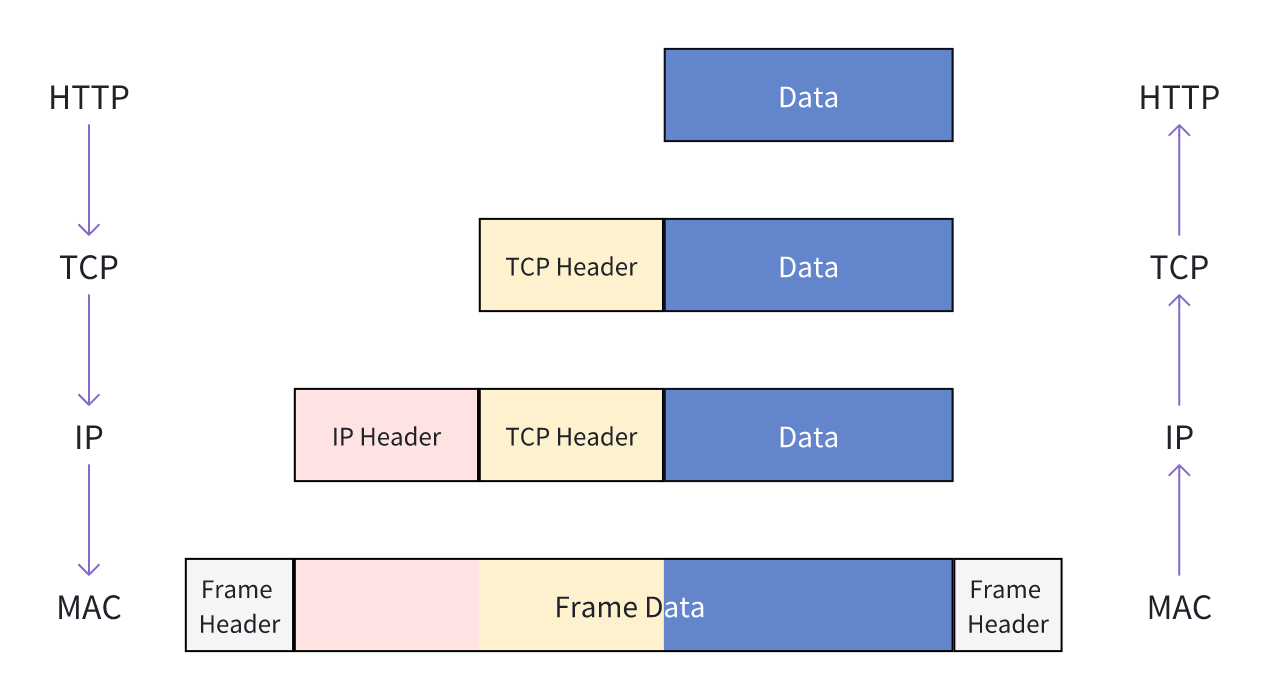 HTTP
Data
HTTP
TCP
TCP Header
Data
TCP
IP
IP Header
TCP Header
Data
IP
MAC
Frame
Header
Frame Data
Frame
Header
MAC